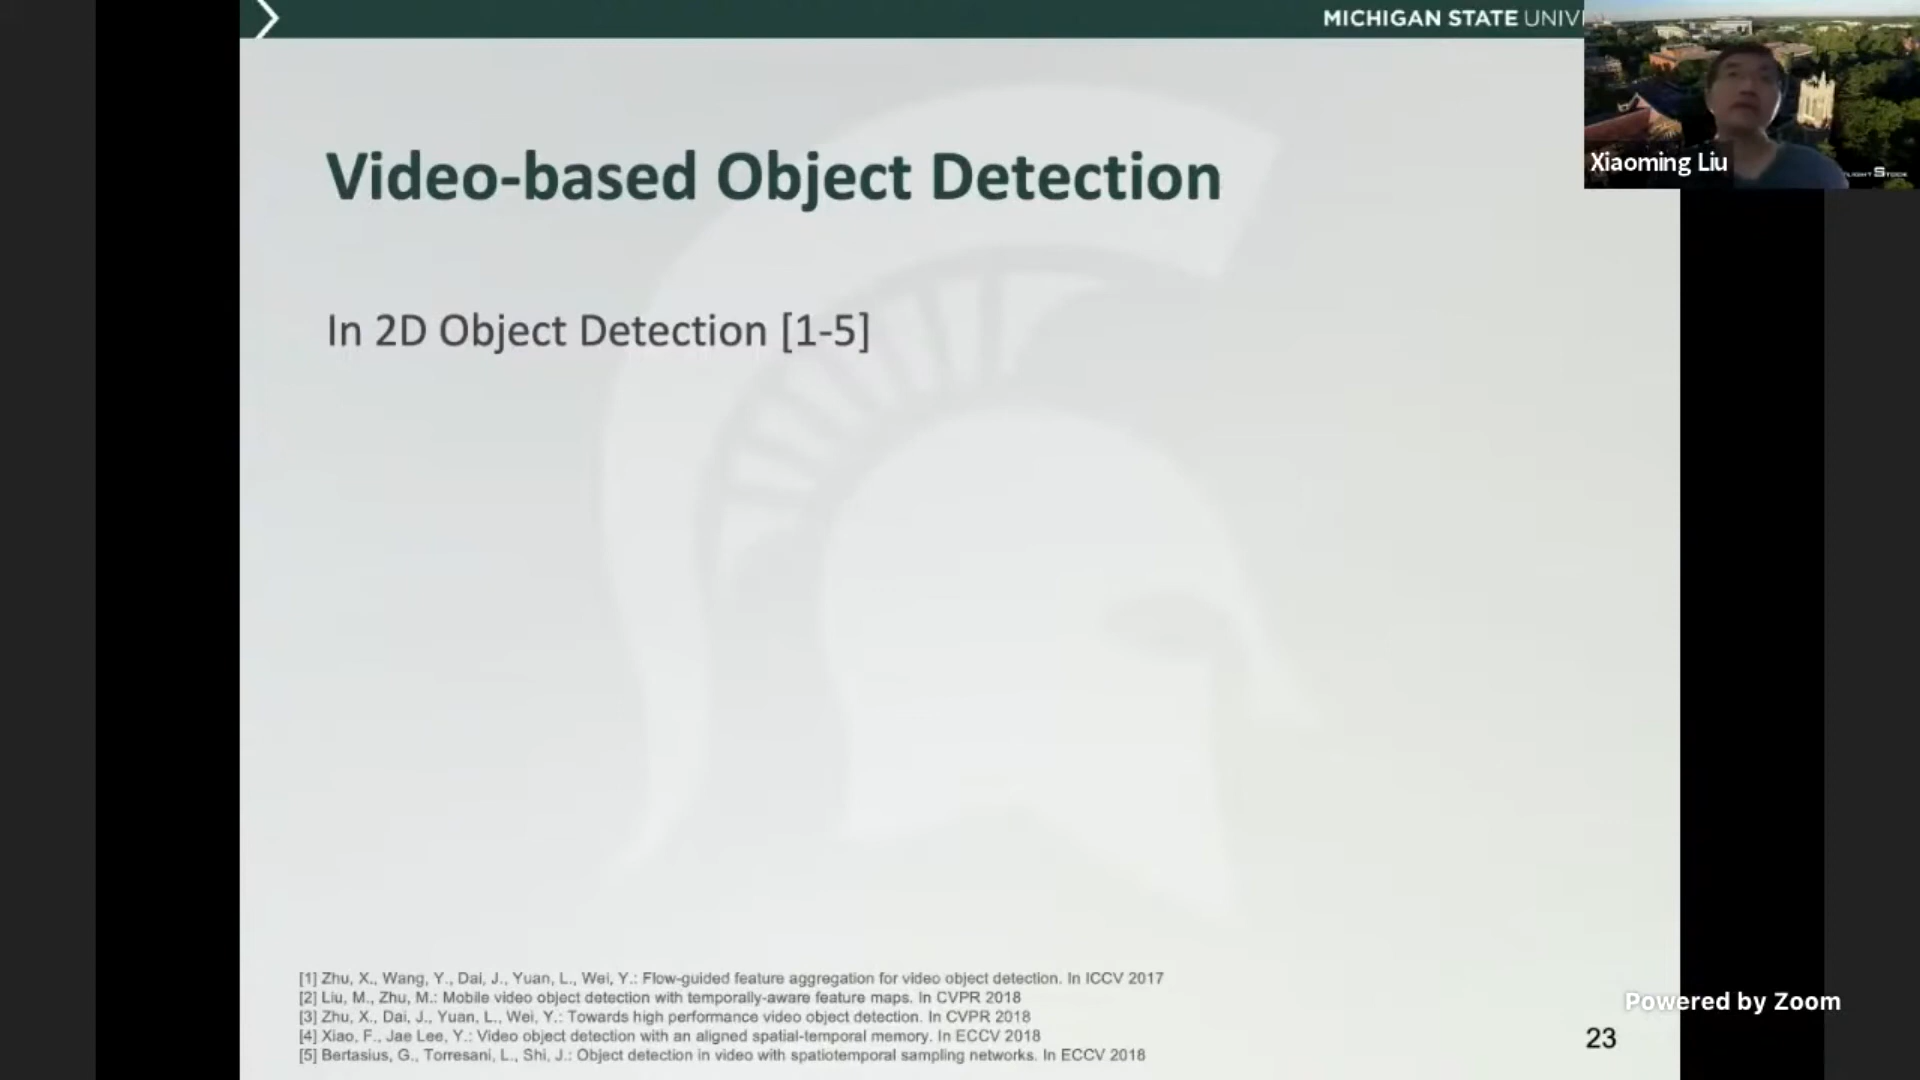 MICHIGAN STATE UNIV
Xiaoming Liu
Video-based Object Detection
In 2D Object Detection [1-5]
[1] Zhu, X., Wang, Y., Dai, J., Yuan, L., Wei, Y.: Flow-guided feature aggregation for video object detection. In ICCV 2017
[2] Liu, M., Zhu, M.: Mobile video object detection with temporally-aware feature maps. In CVPR 2018
[3] Zhu, X., Dai, J., Yuan, L., Wei, Y.: Towards high performance video object detection. In CVPR 2018
[4] Xiao, F., Jae Lee, Y.: Video object detection with an aligned spatial-temporal memory. In ECCV 2018
[5] Bertasius, G., Torresani, L., Shi, J.: Object detection in video with spatiotemporal sampling networks. In ECCV 2018
Powered by Zoom
23